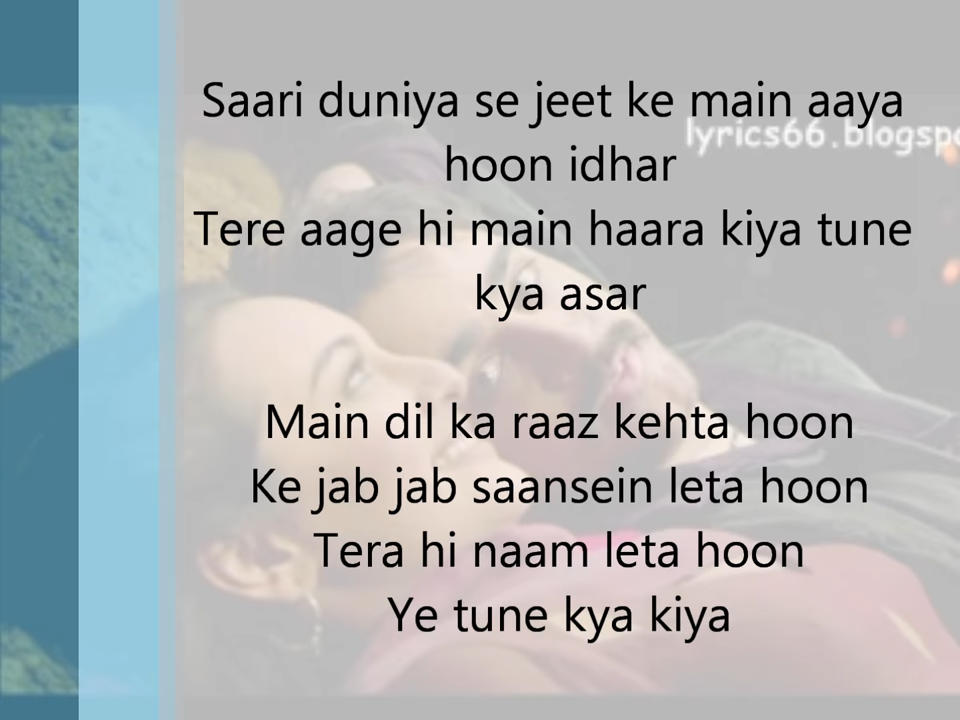 Saari duniya se jeet ke main aaya
lyrics66.blogspo
hoon idhar
Tere aage hi main haara kiya tune
kya asar
Main dil ka raaz kehta hoon
Ke jab jab saansein leta hoon
Tera hi naam leta hoon
Ye tune kya kiya